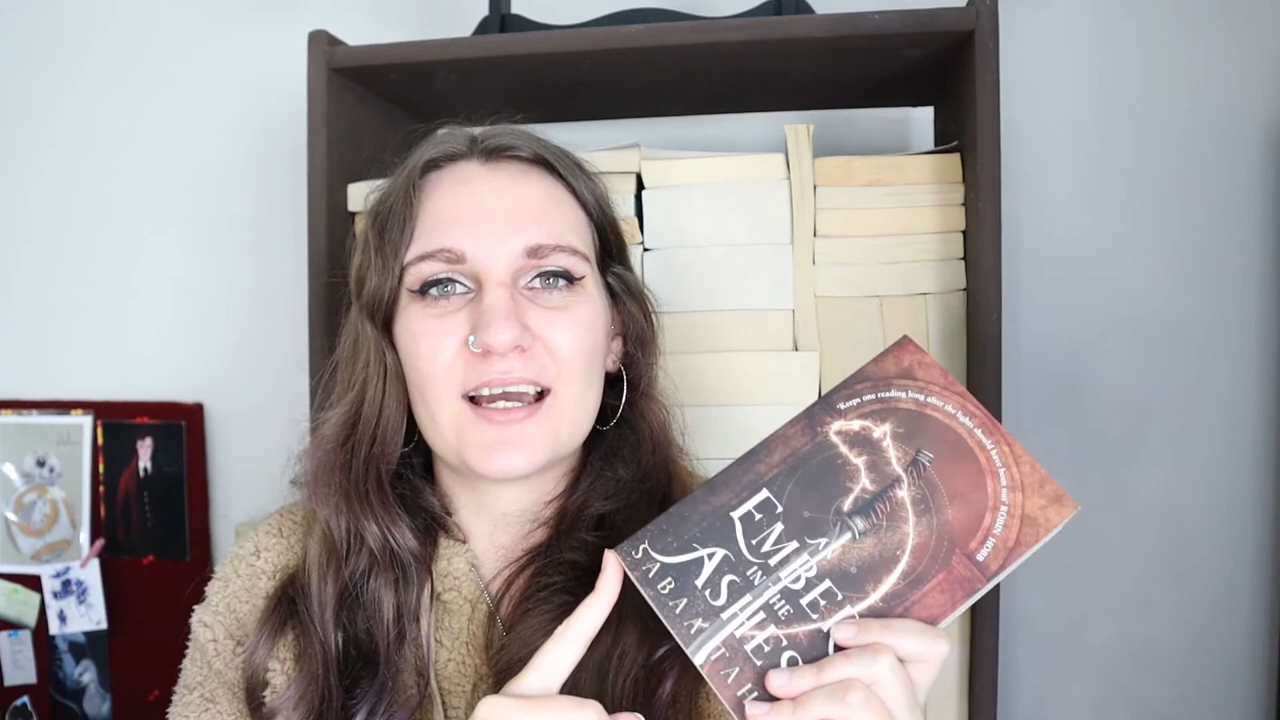 'Keeps one reading long after the lights should have been out' ROBIN HOBB
AN
EMBER
IN THE
ASHES
SABAA TAH